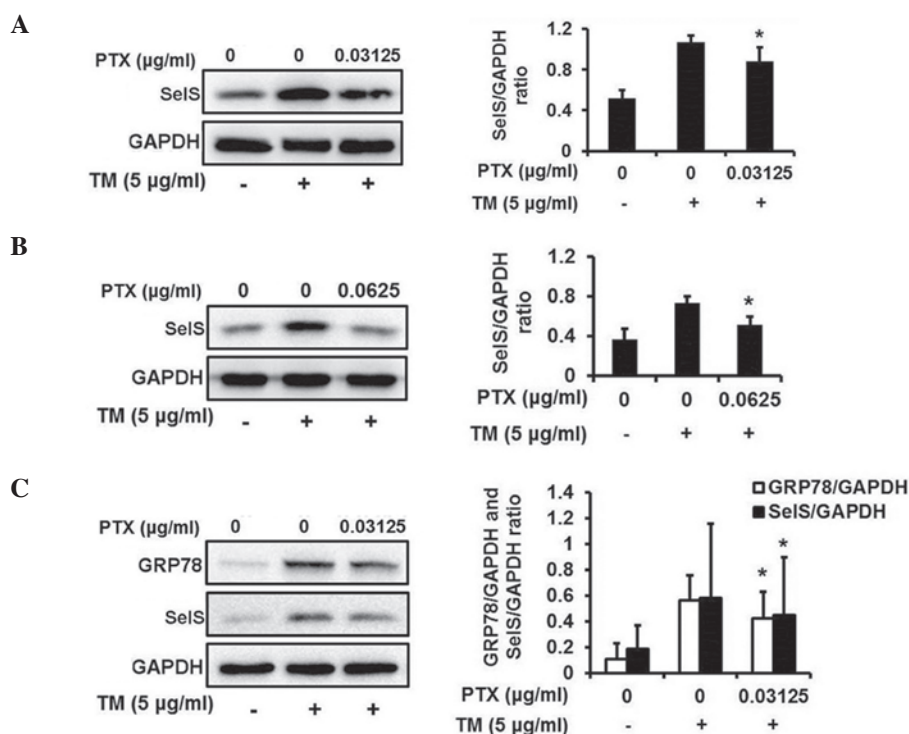 A
PTX (µg/ml) 0 0 0.03125
SelS
GAPDH
TM (5 µg/ml) - + +
SelS/GAPDH
ratio
1.2
0.8
0.4
0
*
PTX (µg/ml) 0 0 0.03125
TM (5 µg/ml) - + +
B
PTX (µg/ml) 0 0 0.0625
SelS
GAPDH
TM (5 µg/ml) - + +
SelS/GAPDH
ratio
1.2
0.8
0.4
0
*
PTX (µg/ml) 0 0 0.0625
TM (5 µg/ml) - + +
C
PTX (µg/ml) 0 0 0.03125
GRP78
SelS
GAPDH
TM (5 µg/ml) - + +
GRP78/GAPDH and
SelS/GAPDH ratio
1.4
1.2
1
0.8
0.6
0.4
0.2
0
GRP78/GAPDH
SelS/GAPDH
* *
PTX (µg/ml) 0 0 0.03125
TM (5 µg/ml) - + +